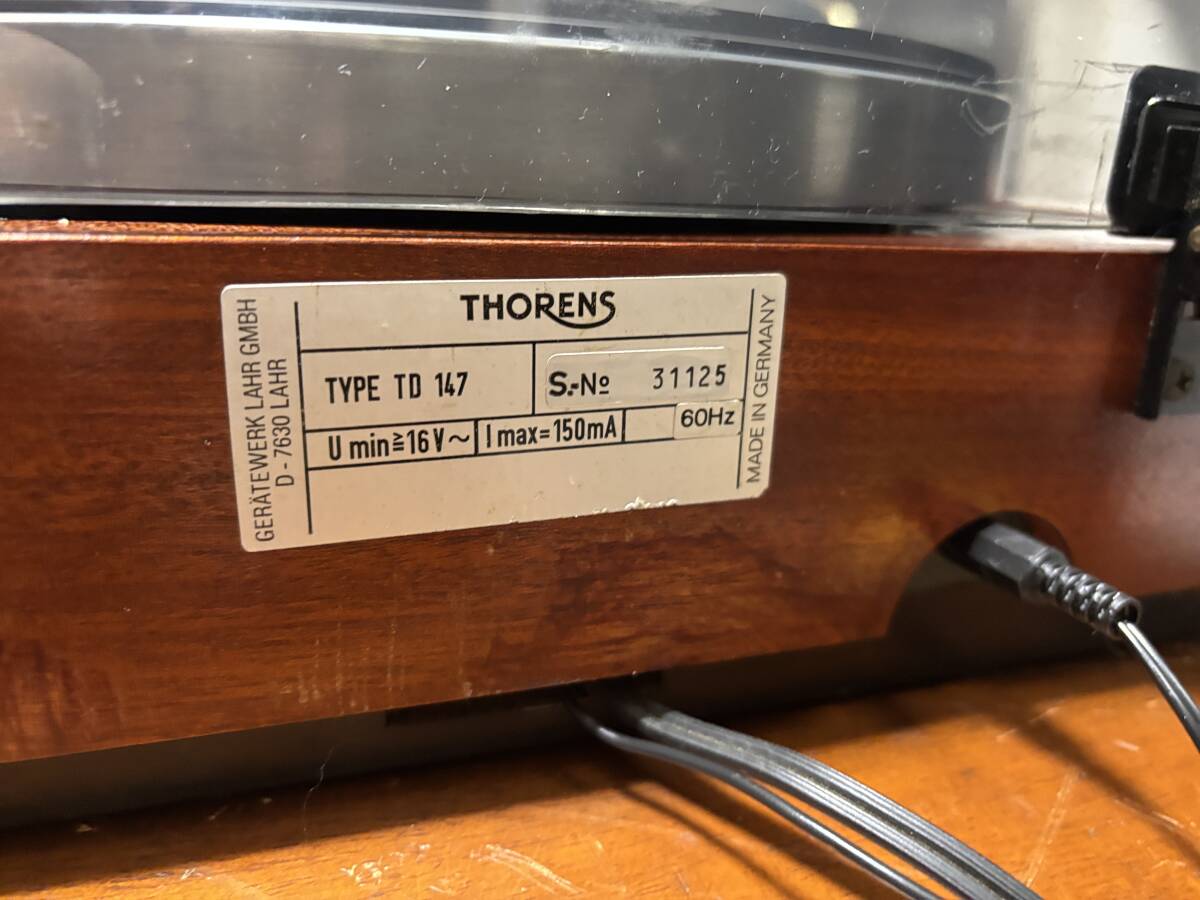 GERÄTEWERK LAHR GMBH
D-7630 LAHR
THORENS
TYPE TD 147
S.-No 31125
U min≧16V~
I max=150mA
60Hz
MADE IN GERMANY